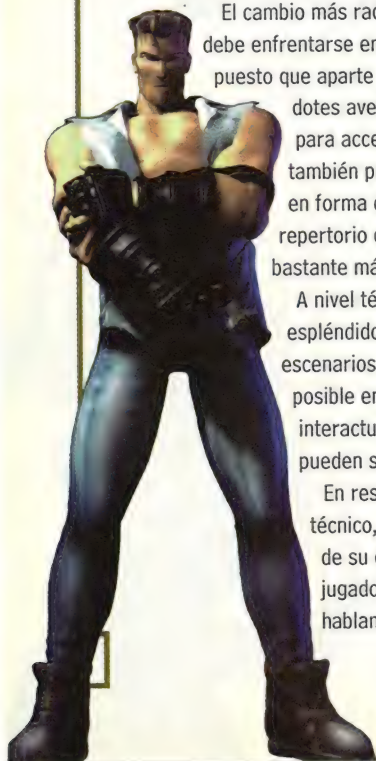 El cambio más rad
debe enfrentarse en
puesto que aparte
dotes ave
para acce
también p
en forma
repertorio
bastante má
A nivel té
espléndido
escenarios
posible en
interactu
pueden s
En res
técnico,
de su
jugado
hablan